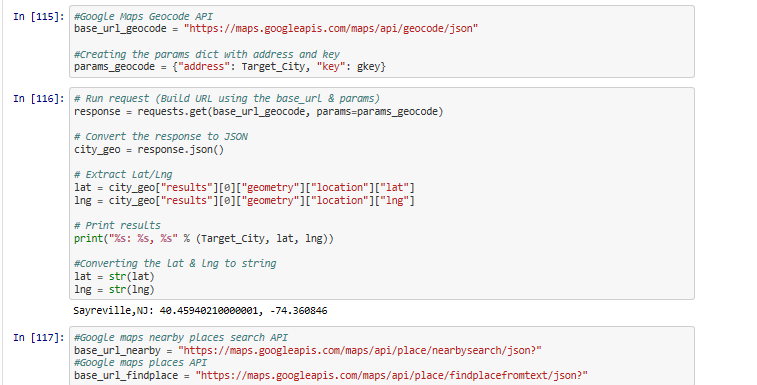 In [115]: #Google Maps Geocode API
base_url_geocode = "https://maps.googleapis.com/maps/api/geocode/json"
#Creating the params dict with address and key
params_geocode = {"address": Target_City, "key": gkey}
In [116]: # Run request (Build URL using the base_url & params)
response = requests.get(base_url_geocode, params=params_geocode)
# Convert the response to JSON
city_geo = response.json()
# Extract Lat/Lng
lat = city_geo["results"][0]["geometry"]["location"]["lat"]
lng = city_geo["results"][0]["geometry"]["location"]["lng"]
# Print results
print("%s: %s, %s" % (Target_City, lat, lng))
#Converting the lat & lng to string
lat = str(lat)
lng = str(lng)
Sayreville,NJ: 40.45940210000001, -74.360846
In [117]: #Google maps nearby places search API
base_url_nearby = "https://maps.googleapis.com/maps/api/place/nearbysearch/json?"
#Google maps places API
base_url_findplace = "https://maps.googleapis.com/maps/api/place/findplacefromtext/json?"